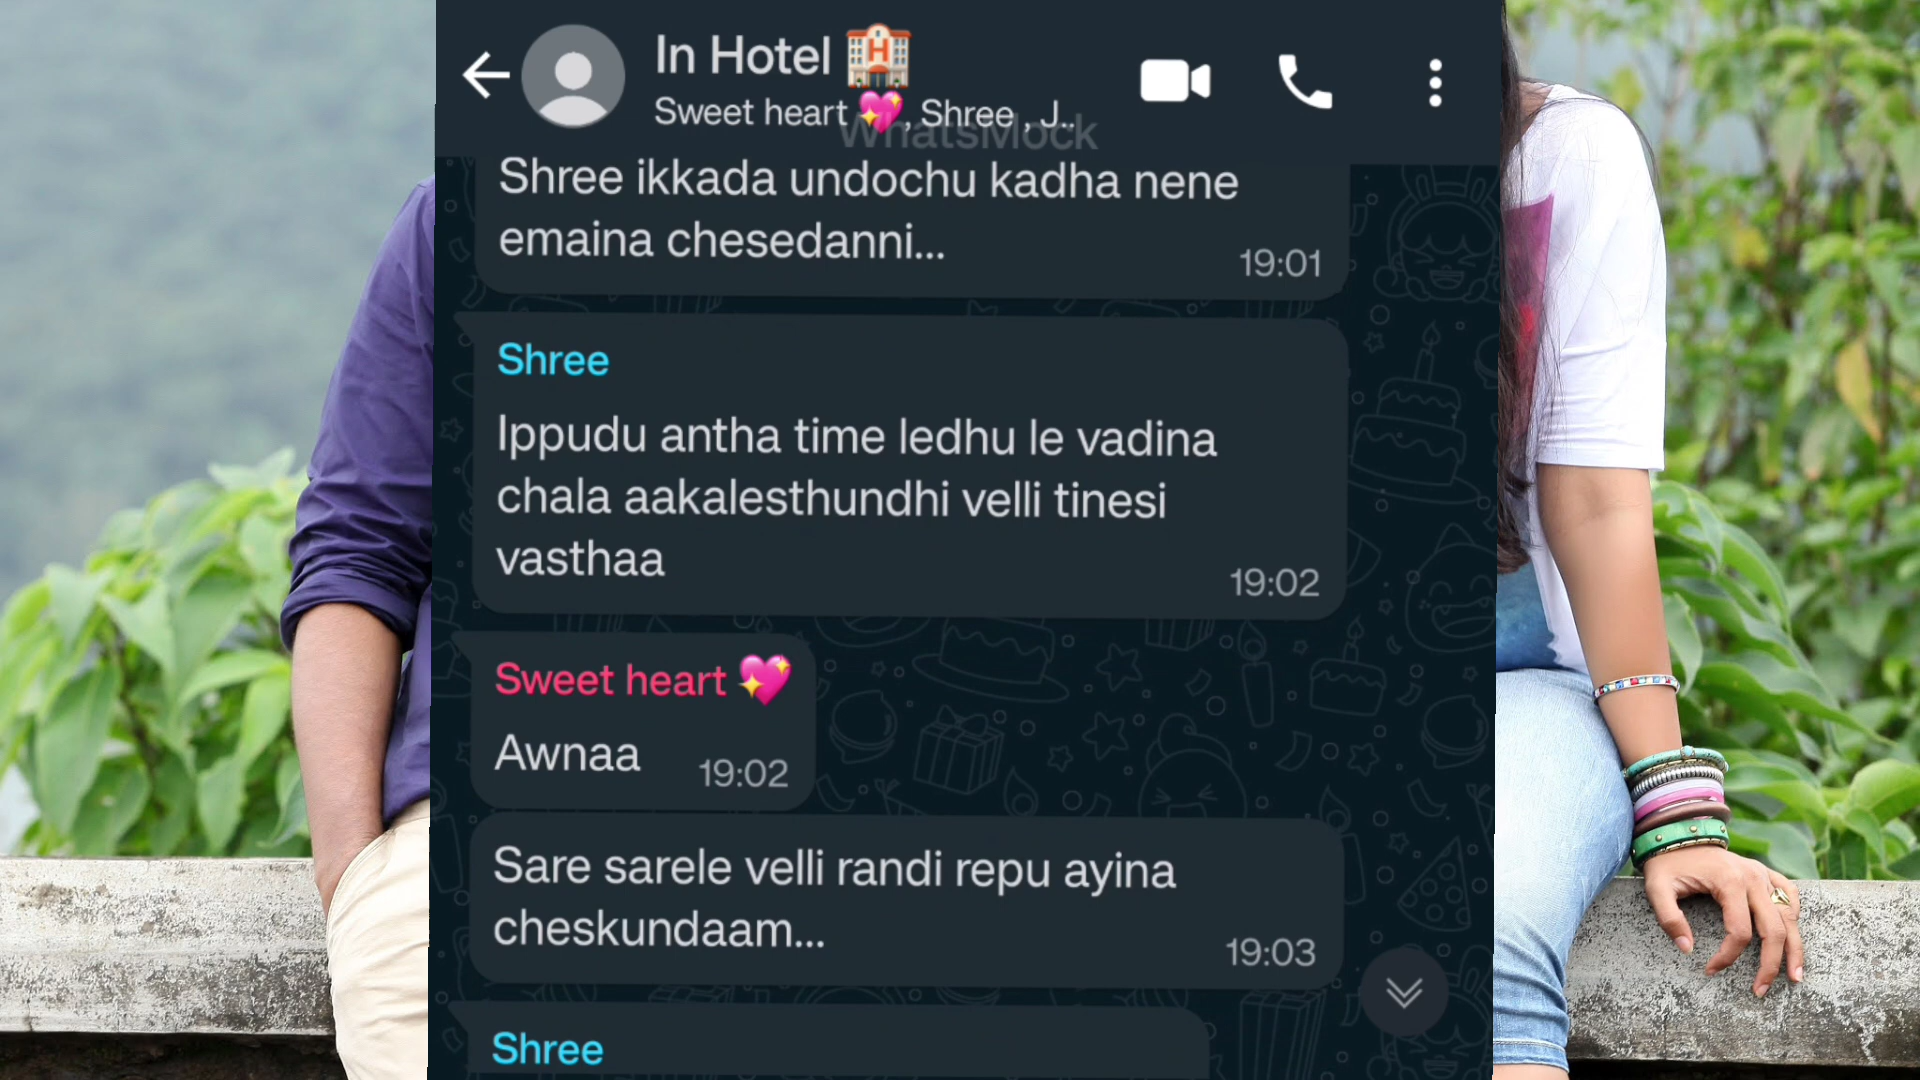 In Hotel 🏨
Sweet heart 💖, Shree , J..
WhatsMock
Shree ikkada undochu kadha nene
emaina chesedanni...
19:01
Shree
Ippudu antha time ledhu le vadina
chala aakalesthundhi velli tinesi
vasthaa
19:02
Sweet heart 💖
Awnaa
19:02
Sare sarele velli randi repu ayina
cheskundaam...
19:03
Shree